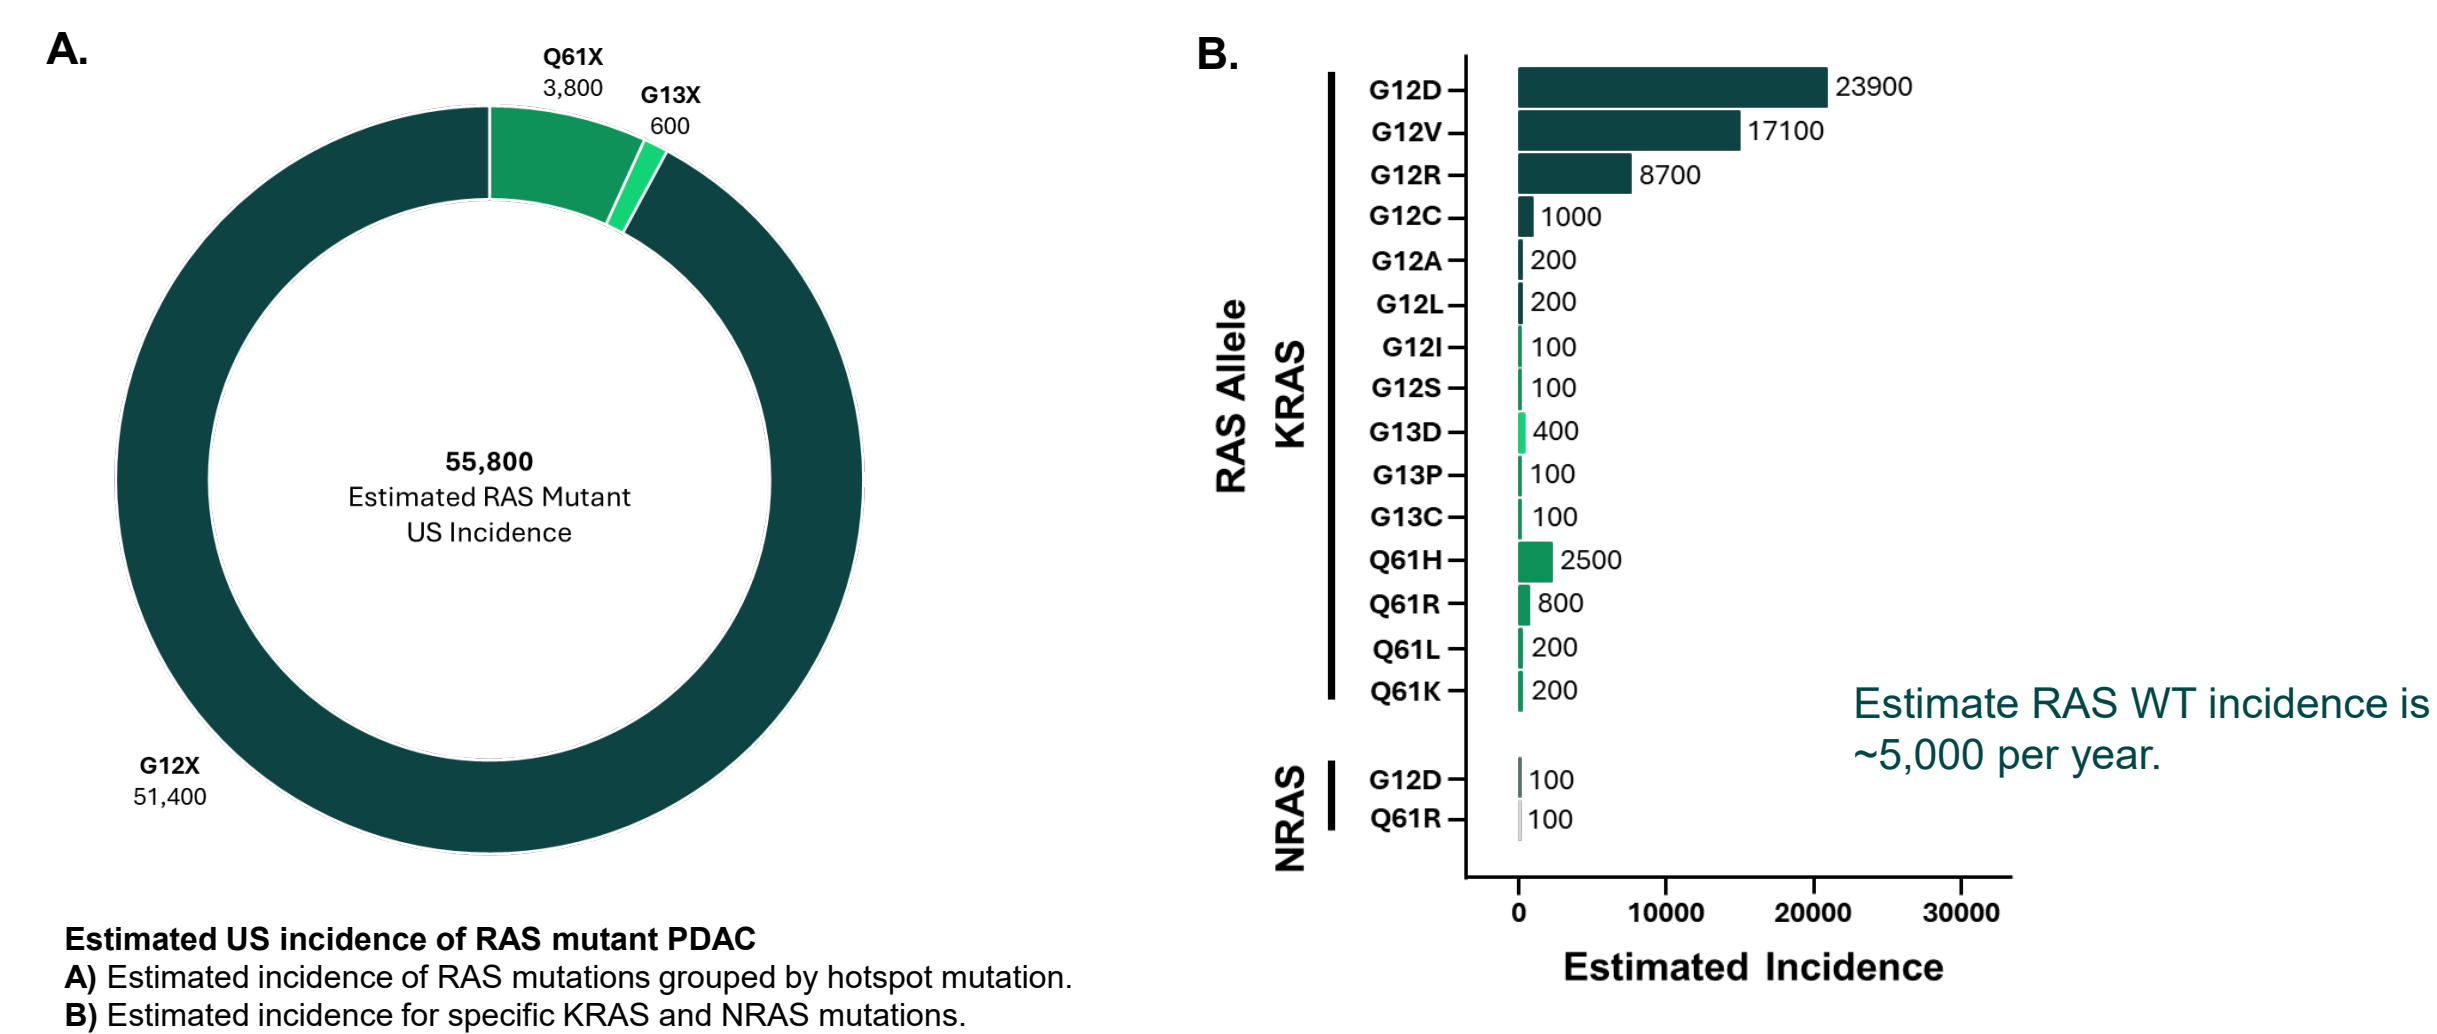 A.
Q61X
3,800
G13X
600
55,800
Estimated RAS Mutant
US Incidence
G12X
51,400
B.
RAS Allele
KRAS
G12D 23900
G12V 17100
G12R 8700
G12C 1000
G12A 200
G12L 200
G12I 100
G12S 100
G13D 400
G13P 100
G13C 100
Q61H 2500
Q61R 800
Q61L 200
Q61K 200
NRAS
G12D 100
Q61R 100
0 10000 20000 30000
Estimated Incidence
Estimate RAS WT incidence is
~5,000 per year.
Estimated US incidence of RAS mutant PDAC
A) Estimated incidence of RAS mutations grouped by hotspot mutation.
B) Estimated incidence for specific KRAS and NRAS mutations.